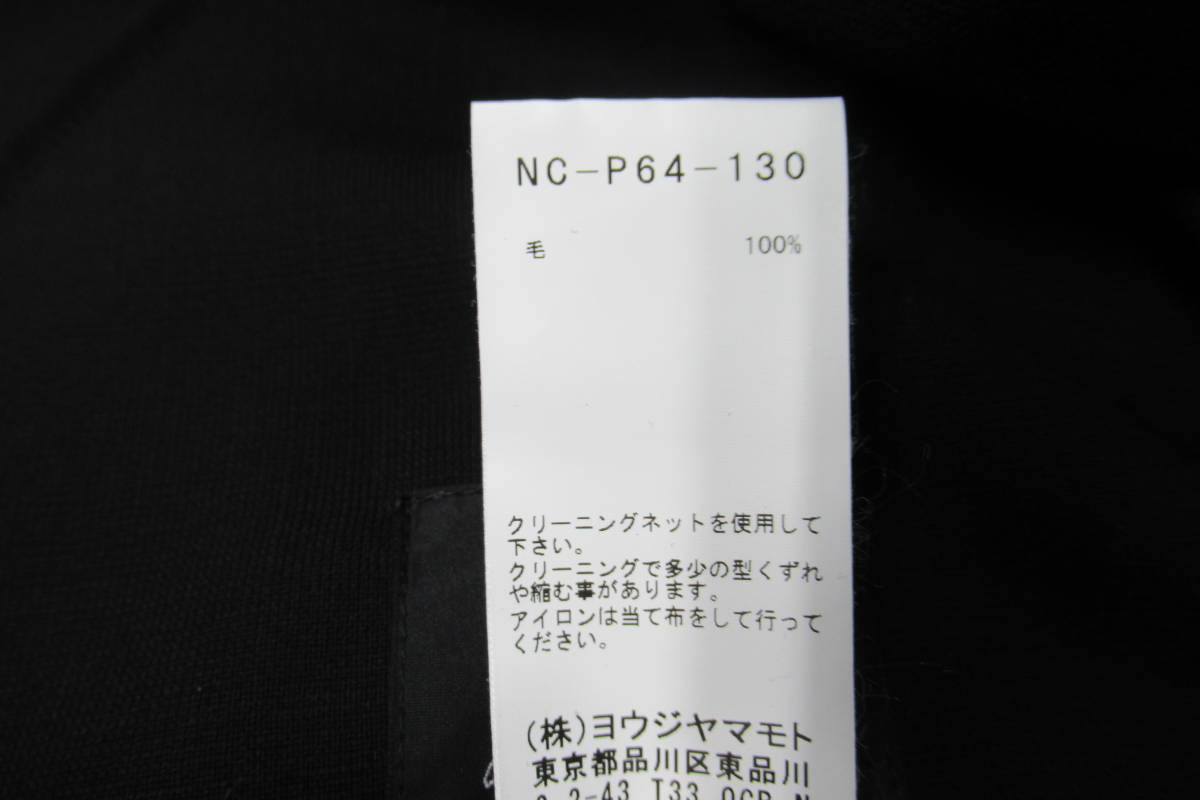 NC-P64-130
毛 100%
クリーニングネットを使用して
下さい。
クリーニングで多少の型くずれ
や縮む事があります。
アイロンは当て布をして行って
ください。
(株)ヨウジヤマモト
東京都品川区東品川